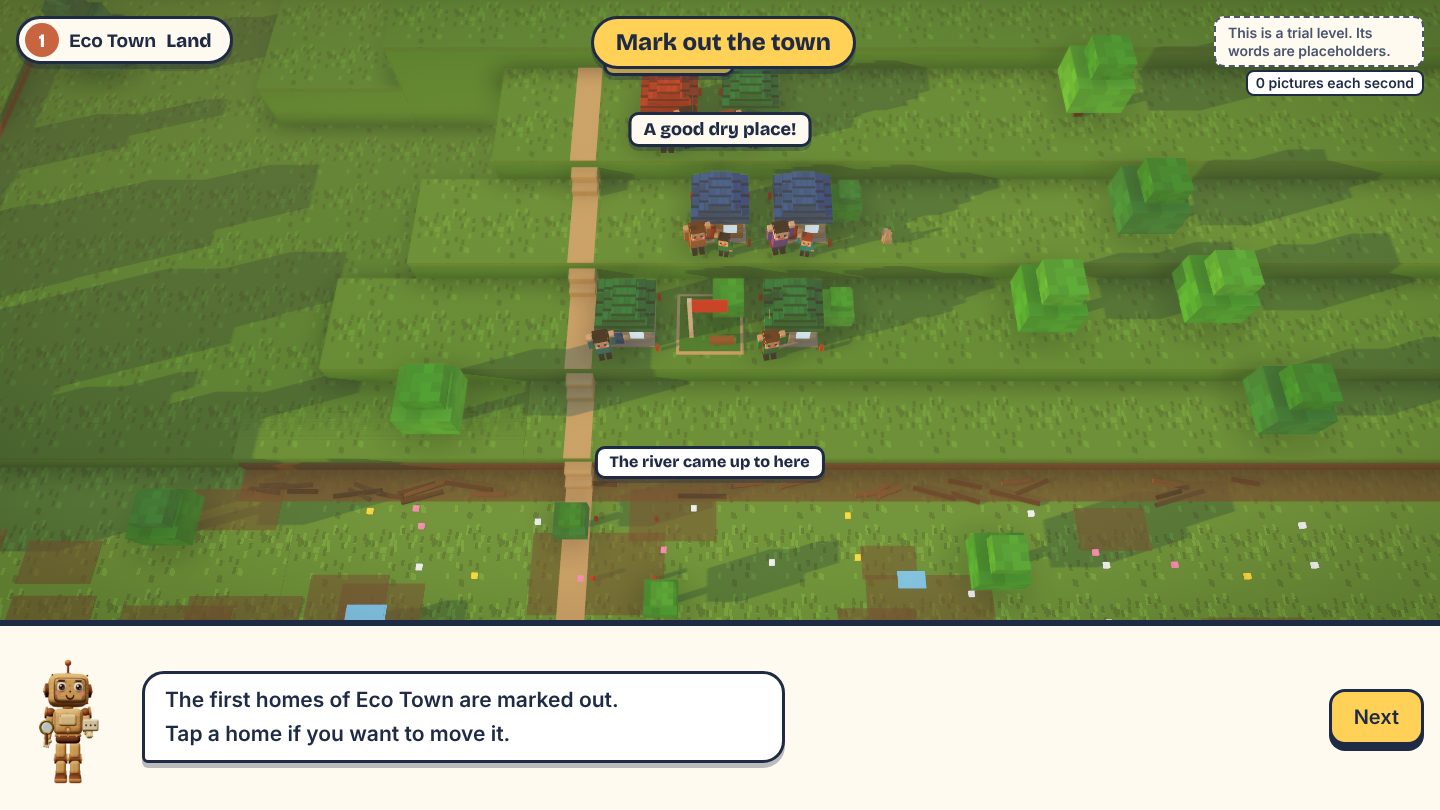 1 Eco Town Land
Mark out the town
This is a trial level. Its
words are placeholders.
0 pictures each second
A good dry place!
The river came up to here
The first homes of Eco Town are marked out.
Tap a home if you want to move it.
Next